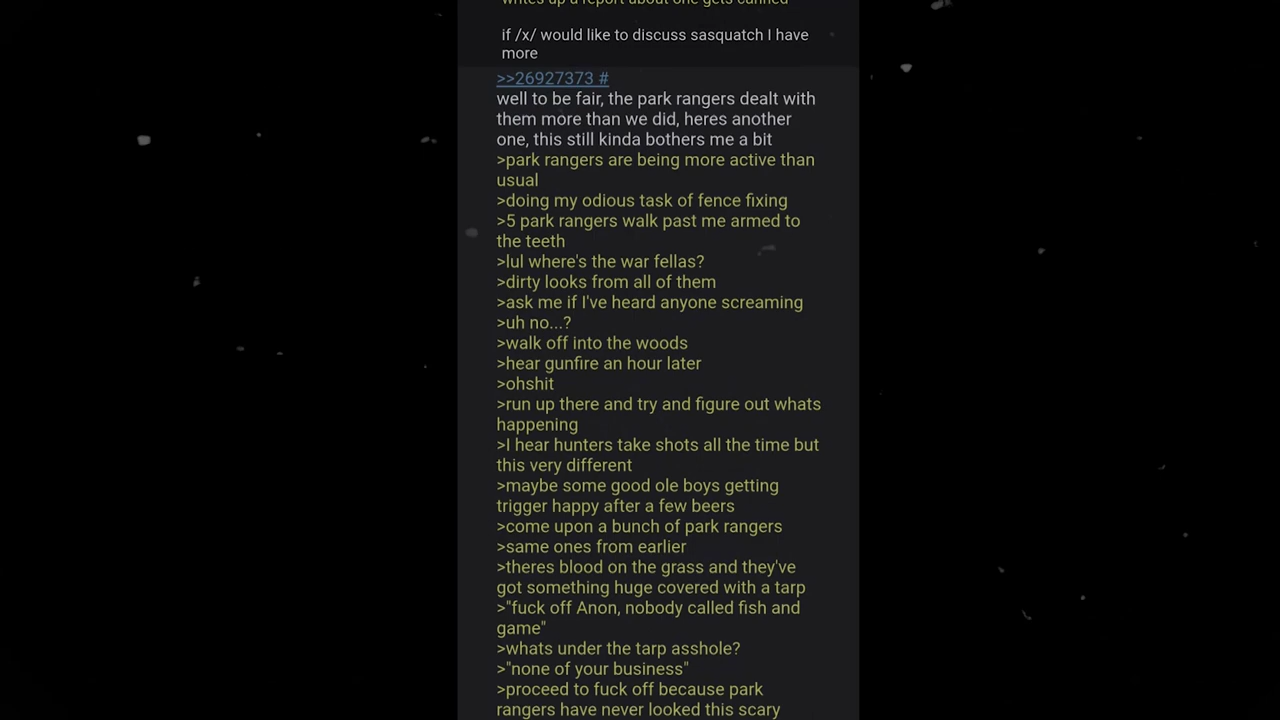 writes up a report about one gets canned
if /x/ would like to discuss sasquatch I have
more
>>26927373 #
well to be fair, the park rangers dealt with
them more than we did, heres another
one, this still kinda bothers me a bit
>park rangers are being more active than
usual
>doing my odious task of fence fixing
>5 park rangers walk past me armed to
the teeth
>lul where's the war fellas?
>dirty looks from all of them
>ask me if I've heard anyone screaming
>uh no...?
>walk off into the woods
>hear gunfire an hour later
>ohshit
>run up there and try and figure out whats
happening
>I hear hunters take shots all the time but
this very different
>maybe some good ole boys getting
trigger happy after a few beers
>come upon a bunch of park rangers
>same ones from earlier
>theres blood on the grass and they've
got something huge covered with a tarp
>"fuck off Anon, nobody called fish and
game"
>whats under the tarp asshole?
>"none of your business"
>proceed to fuck off because park
rangers have never looked this scary